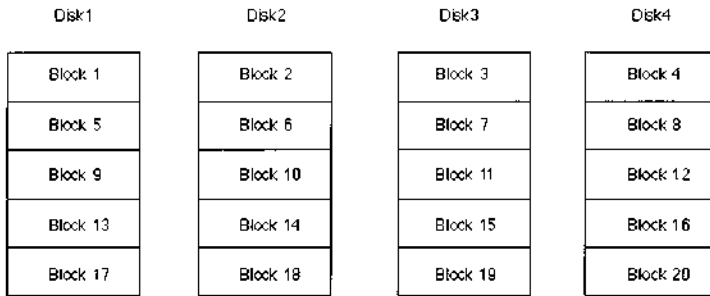 Disk1 Disk2 Disk3 Disk4
Block 1 Block 2 Block 3 Block 4
Block 5 Block 6 Block 7 Block 8
Block 9 Block 10 Block 11 Block 12
Block 13 Block 14 Block 15 Block 16
Block 17 Block 18 Block 19 Block 20